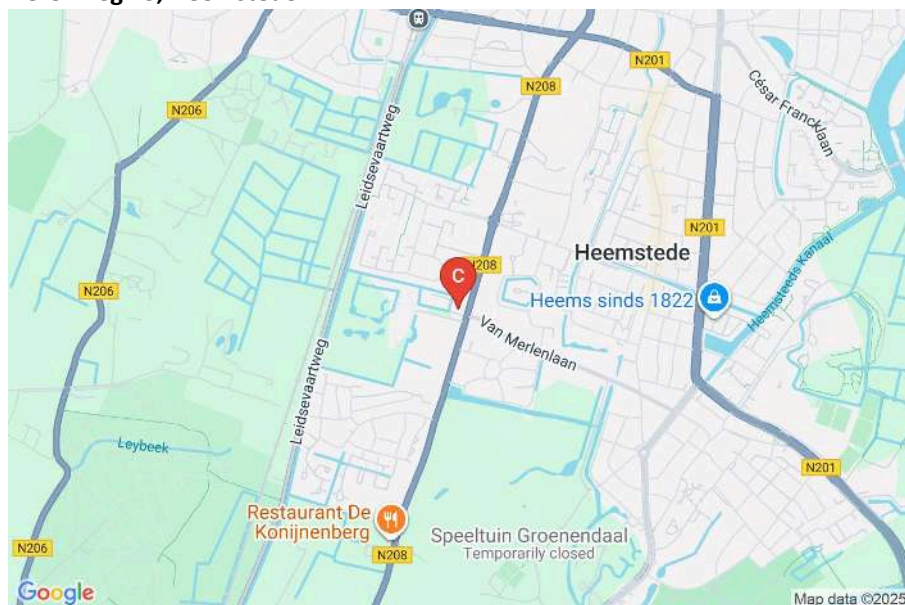 N201
N208
N206
César Francklaan
Leidsevaartweg
N201
Heemsteeds Kanaal
N208
Heemstede
C
N206
Heems sinds 1822
Van Merlenlaan
Leidsevaartweg
Leybeek
N201
Restaurant De
Konijnenberg
Speeltuin Groenendaal
Temporarily closed
N206
N208
Google
Map data ©2025